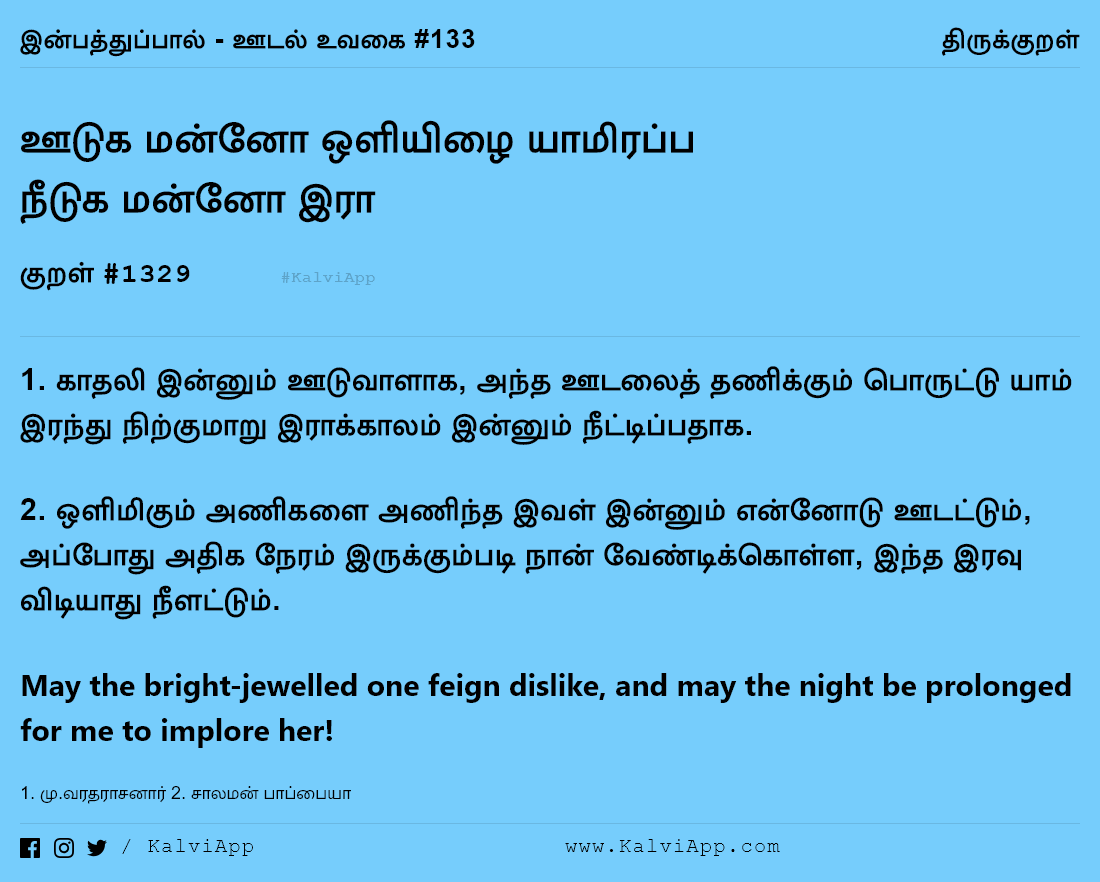 இன்பத்துப்பால் - ஊடல் உவகை #133 திருக்குறள்
ஊடுக மன்னோ ஒளியிழை யாமிரப்ப
நீடுக மன்னோ இரா
குறள் #1329 #KalviApp
1. காதலி இன்னும் ஊடுவாளாக, அந்த ஊடலைத் தணிக்கும் பொருட்டு யாம்
இரந்து நிற்குமாறு இராக்காலம் இன்னும் நீட்டிப்பதாக.
2. ஒளிமிகும் அணிகளை அணிந்த இவள் இன்னும் என்னோடு ஊடட்டும்,
அப்போது அதிக நேரம் இருக்கும்படி நான் வேண்டிக்கொள்ள, இந்த இரவு
விடியாது நீளட்டும்.
May the bright-jewelled one feign dislike, and may the night be prolonged
for me to implore her!
1. மு.வரதராசனார் 2. சாலமன் பாப்பையா
/ KalviApp www.KalviApp.com